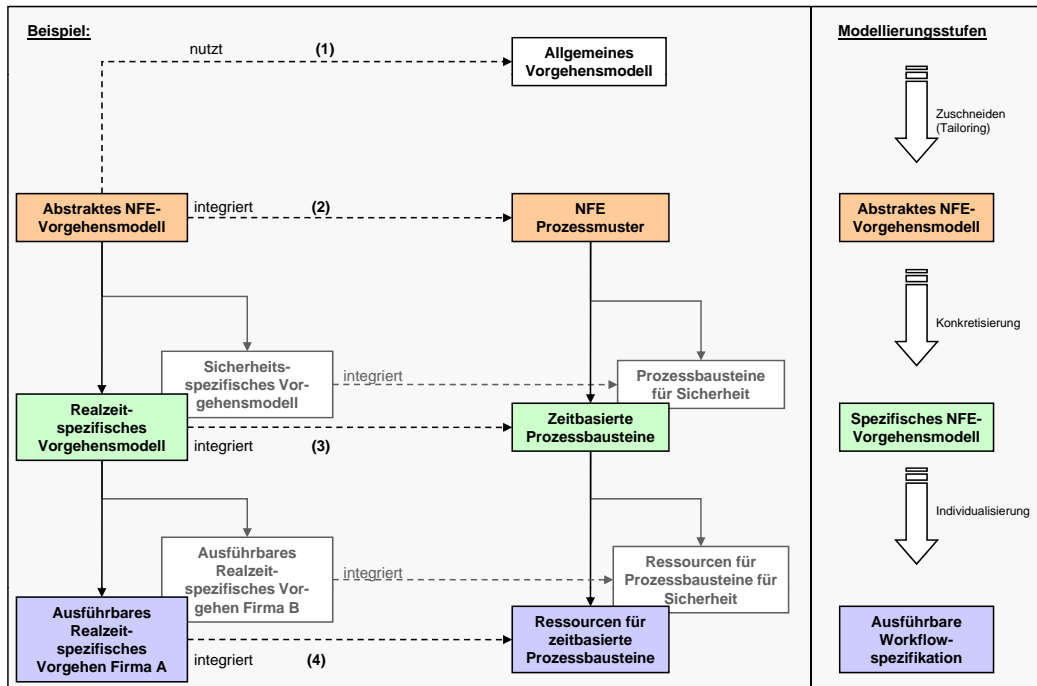 Beispiel:
nutzt
(1)
Allgemeines
Vorgehensmodell
Abstraktes NFE-
Vorgehensmodell
integriert
(2)
NFE
Prozessmuster
Sicherheits-
spezifisches Vor-
gehensmodell
integriert
Prozessbausteine
für Sicherheit
Realzeit-
spezifisches
Vorgehensmodell
integriert
(3)
Zeitbasierte
Prozessbausteine
Ausführbares
Realzeit-
spezifisches Vor-
gehen Firma B
integriert
Ressourcen für
Prozessbausteine für
Sicherheit
Ausführbares
Realzeit-
spezifisches
Vorgehen Firma A
integriert
(4)
Ressourcen für
zeitbasierte
Prozessbausteine
Modellierungsstufen
Zuschneiden
(Tailoring)
Abstraktes NFE-
Vorgehensmodell
Konkretisierung
Spezifisches NFE-
Vorgehensmodell
Individualisierung
Ausführbare
Workflow-
spezifikation